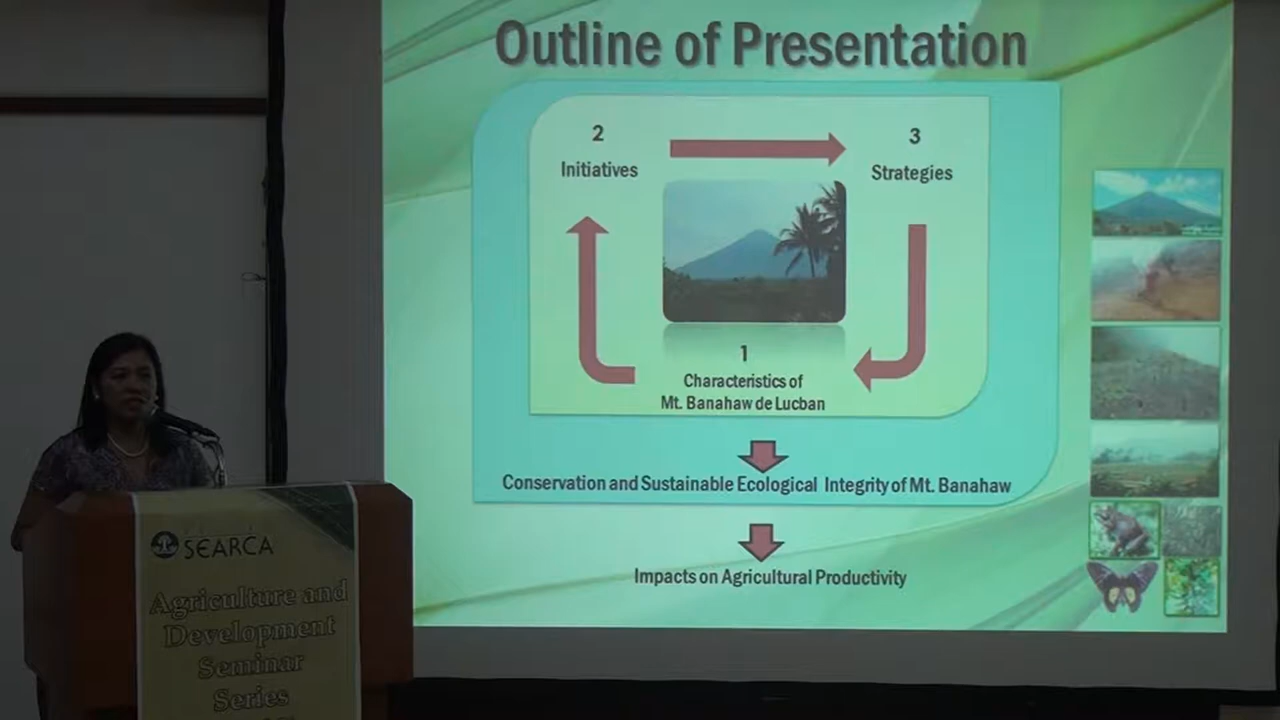 Outline of Presentation
2
Initiatives
3
Strategies
1
Characteristics of
Mt. Banahaw de Lucban
Conservation and Sustainable Ecological Integrity of Mt. Banahaw
Impacts on Agricultural Productivity
SEARCA
Agriculture and
Development
Seminar
Series